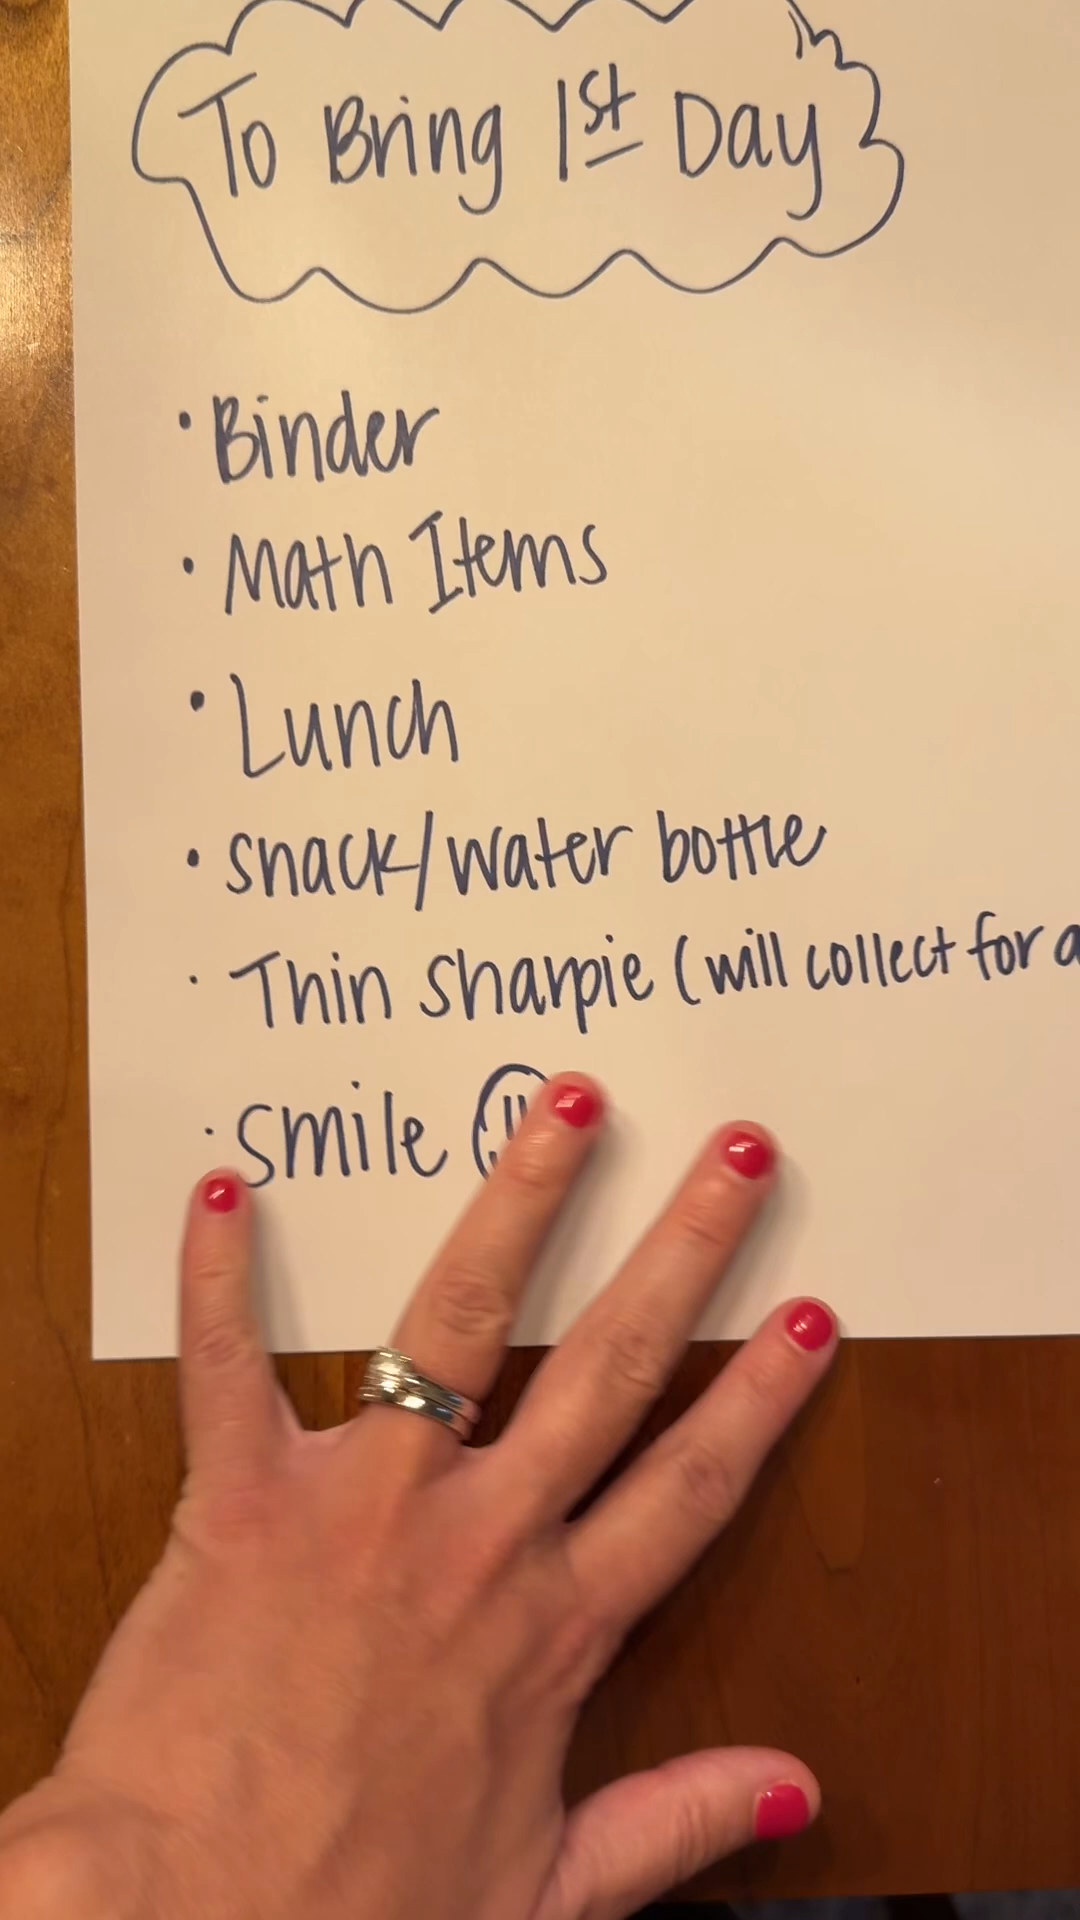 To Bring 1st Day
• Binder
• Math Items
• Lunch
• snack/water bottle
• Thin Sharpie (will collect for
• smile